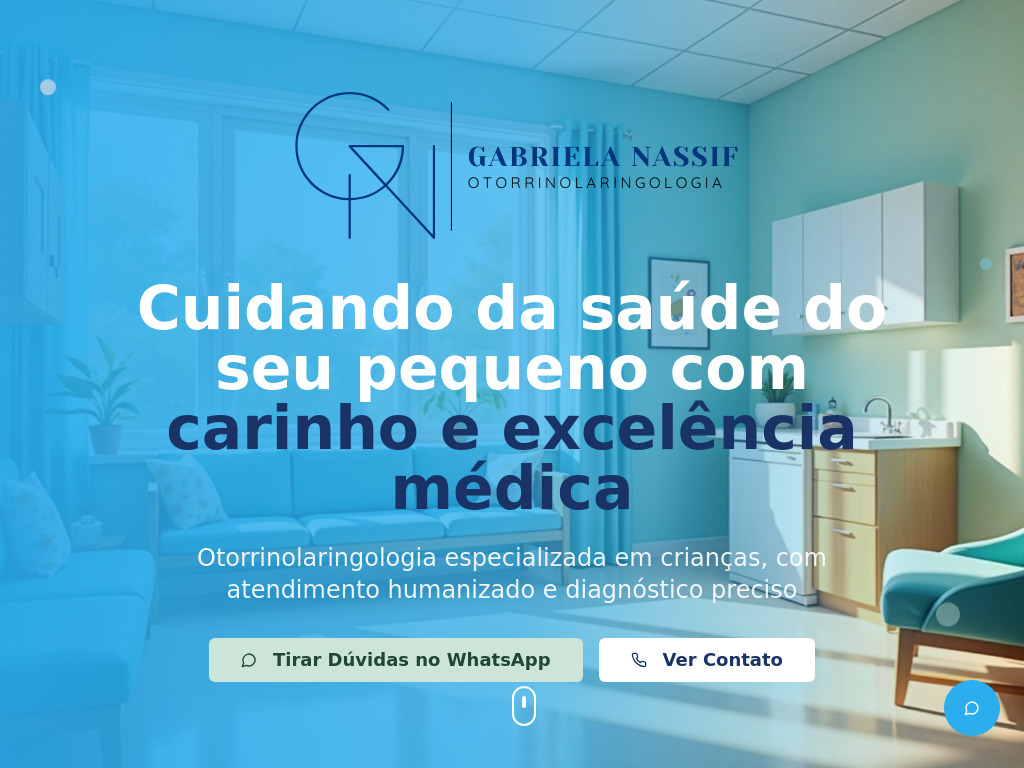 GABRIELA NASSIF
OTORRINOLARINGOLOGIA
Cuidando da saúde do
seu pequeno com
carinho e excelência
médica
Otorrinolaringologia especializada em crianças, com
atendimento humanizado e diagnóstico preciso
Tirar Dúvidas no WhatsApp
Ver Contato